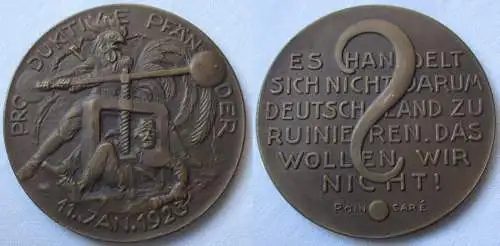 PRODUKTIVE PFÄNDER
11. JAN. 1923
ES HANDELT
SICH NICHT DARUM
DEUTSCHLAND ZU
RUINIEREN. DAS
WOLLEN WIR
NICHT!
?
POINCARÉ